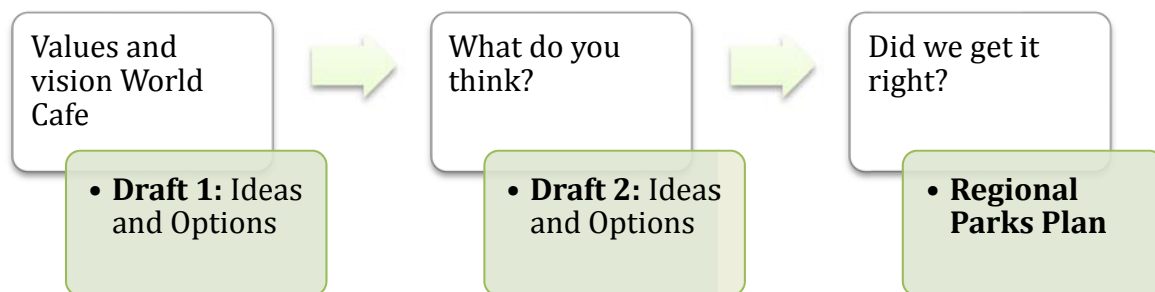 Values and
vision World
Cafe
• Draft 1: Ideas
and Options
What do you
think?
• Draft 2: Ideas
and Options
Did we get it
right?
• Regional
Parks Plan